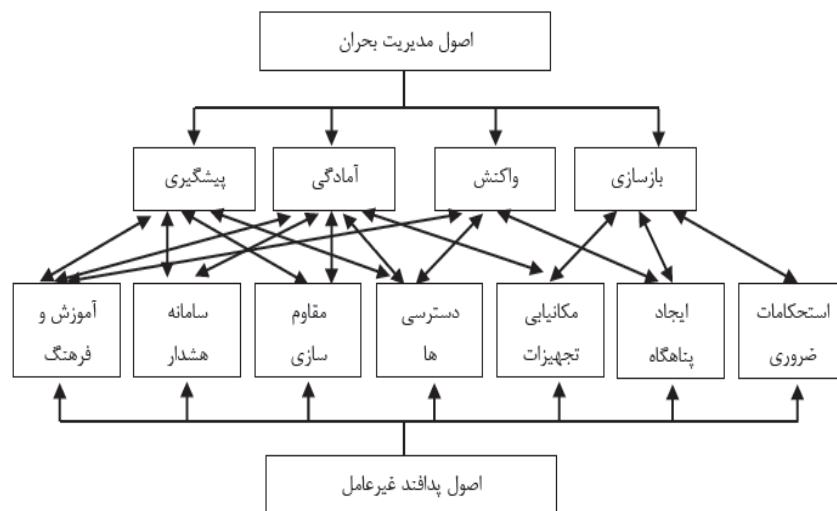 اصول مدیریت بحران
پیشگیری
آمادگی
واکنش
بازسازی
آموزش و
فرهنگ
سامانه
هشدار
مقاوم
سازی
دسترسی
ها
مکانیابی
تجهیزات
ایجاد
پناهگاه
استحکامات
ضروری
اصول پدافند غیرعامل